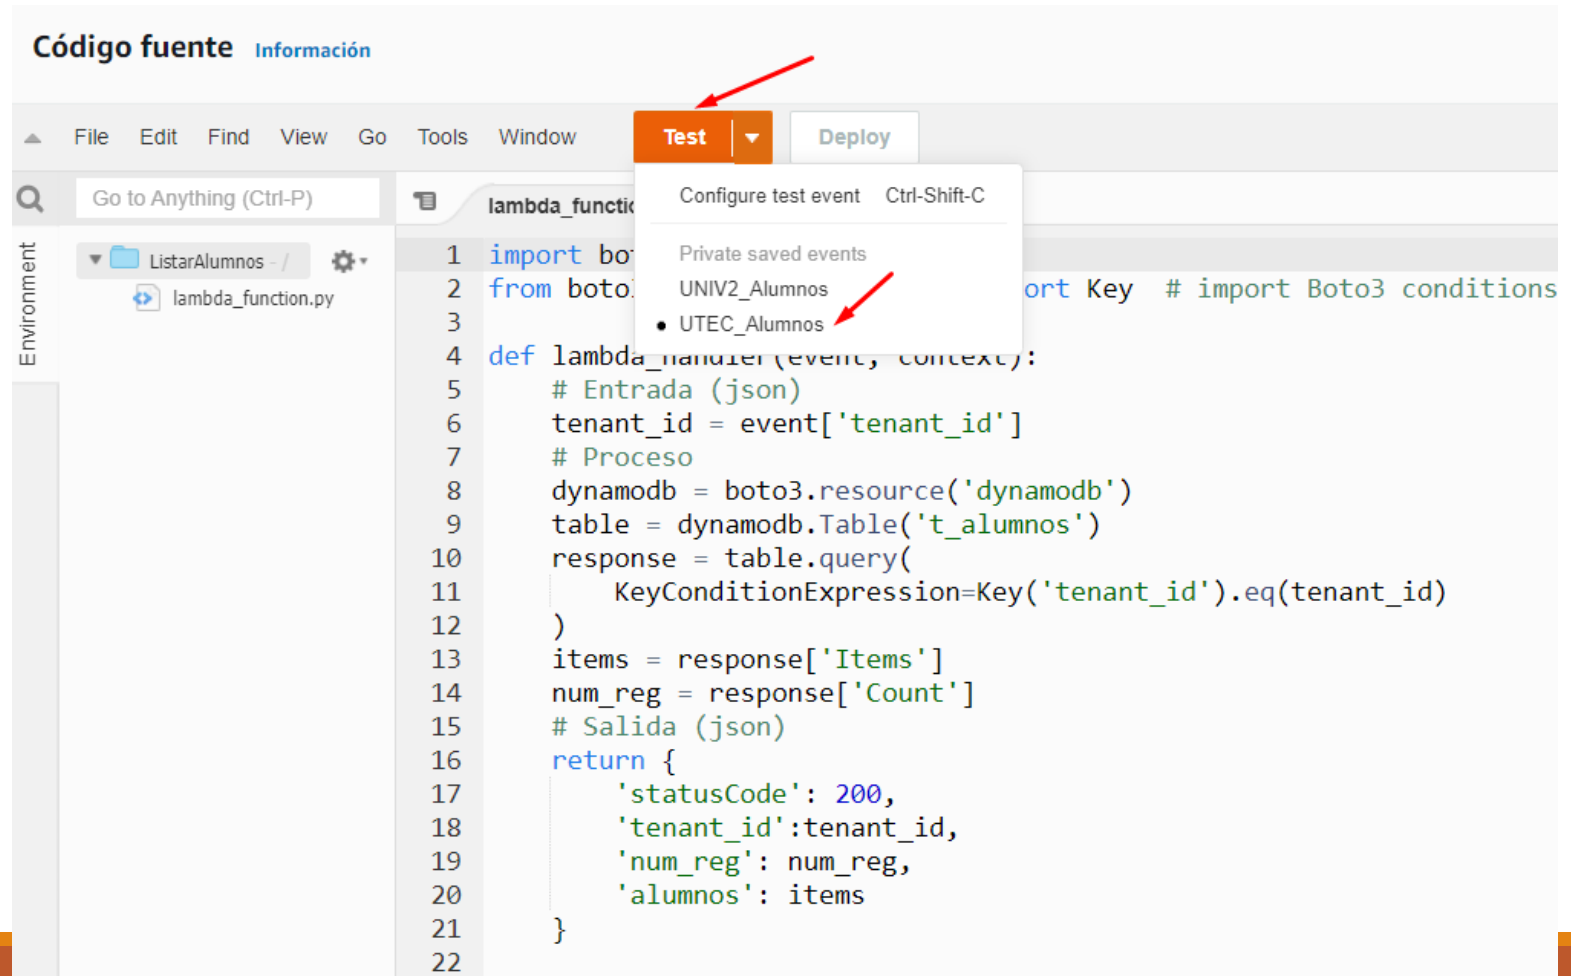 Código fuente Información
File Edit Find View Go Tools Window Test Deploy
Go to Anything (Ctrl-P)
Configure test event Ctrl-Shift-C
Private saved events
UNIV2_Alumnos
UTEC_Alumnos
Environment
ListarAlumnos - /
lambda_function.py
lambda_functio
1 import bo
2 from boto ort Key # import Boto3 conditions
3
4 def lambda_handler(event, context):
5 # Entrada (json)
6 tenant_id = event['tenant_id']
7 # Proceso
8 dynamodb = boto3.resource('dynamodb')
9 table = dynamodb.Table('t_alumnos')
10 response = table.query(
11 KeyConditionExpression=Key('tenant_id').eq(tenant_id)
12 )
13 items = response['Items']
14 num_reg = response['Count']
15 # Salida (json)
16 return {
17 'statusCode': 200,
18 'tenant_id':tenant_id,
19 'num_reg': num_reg,
20 'alumnos': items
21 }
22